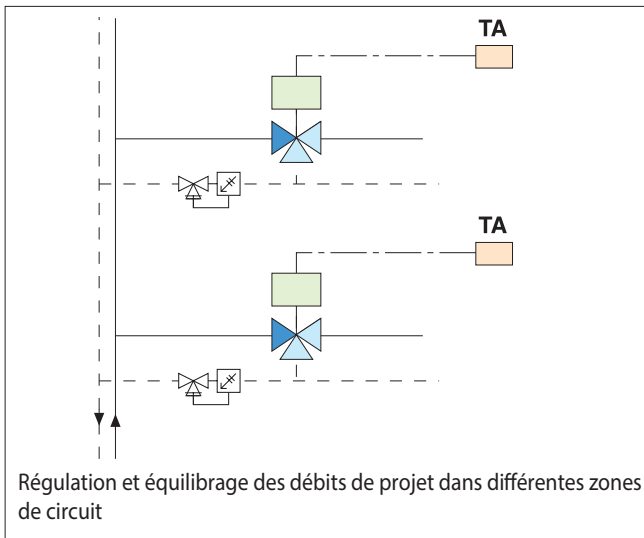 TA
TA
Régulation et équilibrage des débits de projet dans différentes zones
de circuit